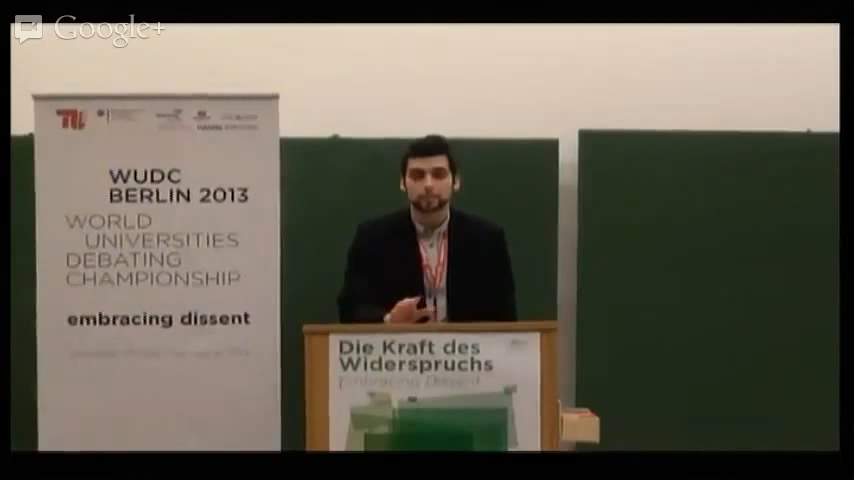 Google+
WUDC
BERLIN 2013
WORLD
UNIVERSITIES
DEBATING
CHAMPIONSHIP
embracing dissent
Die Kraft des
Widerspruchs
Embracing Dissent